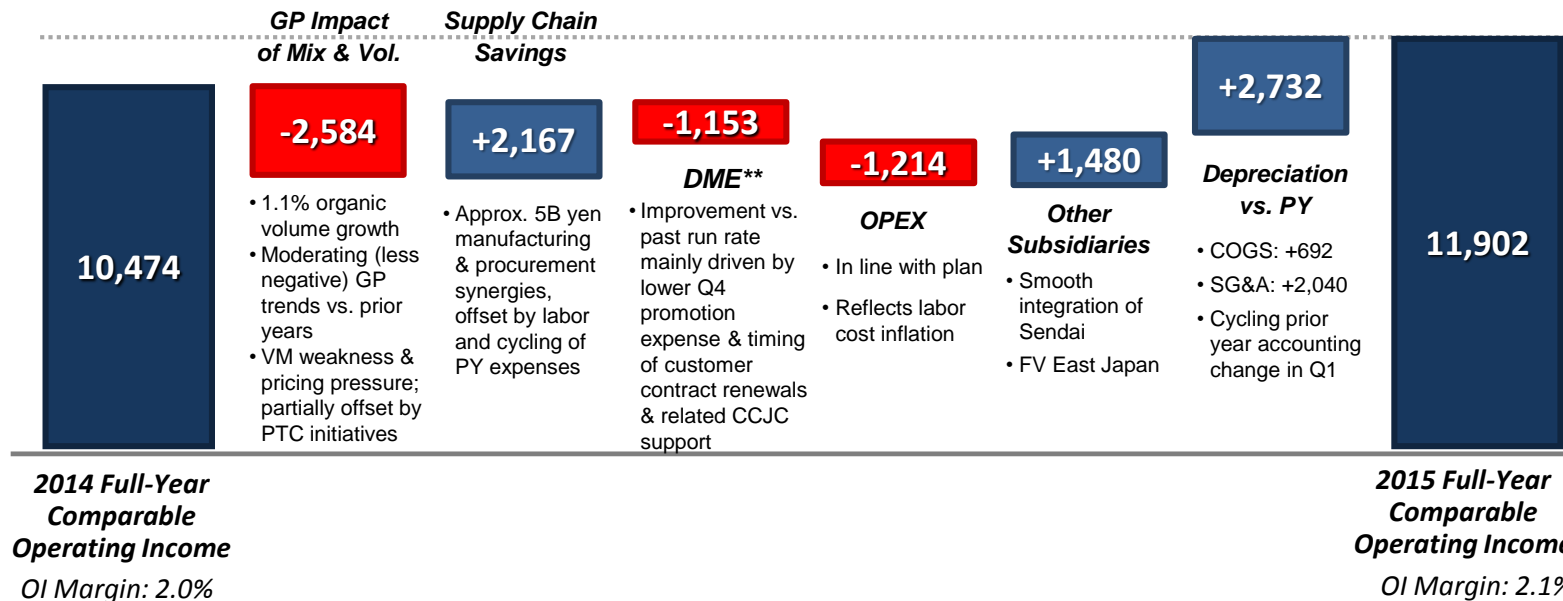 GP Impact
of Mix & Vol.
Supply Chain
Savings
10,474
-2,584
• 1.1% organic
volume growth
• Moderating (less
negative) GP
trends vs. prior
years
• VM weakness &
pricing pressure;
partially offset by
PTC initiatives
+2,167
• Approx. 5B yen
manufacturing
& procurement
synergies,
offset by labor
and cycling of
PY expenses
-1,153
DME**
• Improvement vs.
past run rate
mainly driven by
lower Q4
promotion
expense & timing
of customer
contract renewals
& related CCJC
support
-1,214
OPEX
• In line with plan
• Reflects labor
cost inflation
+1,480
Other
Subsidiaries
• Smooth
integration of
Sendai
• FV East Japan
+2,732
Depreciation
vs. PY
• COGS: +692
• SG&A: +2,040
• Cycling prior
year accounting
change in Q1
11,902
2014 Full-Year
Comparable
Operating Income
OI Margin: 2.0%
2015 Full-Year
Comparable
Operating Income
OI Margin: 2.1%